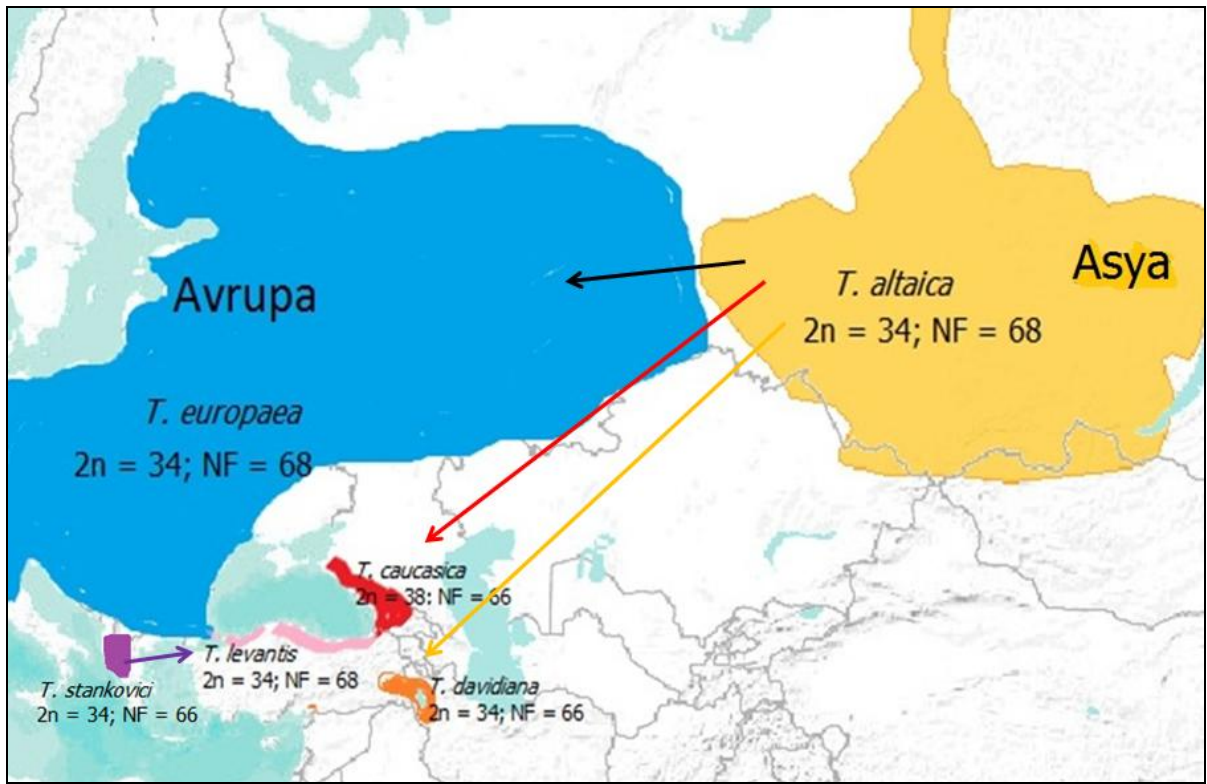 Avrupa
Asya
T. altaica
2n = 34; NF = 68
T. europaea
2n = 34; NF = 68
T. caucasica
2n = 38: NF = 66
T. levantis
2n = 34; NF = 68
T. stankovici
2n = 34; NF = 66
T. davidiana
2n = 34; NF = 66